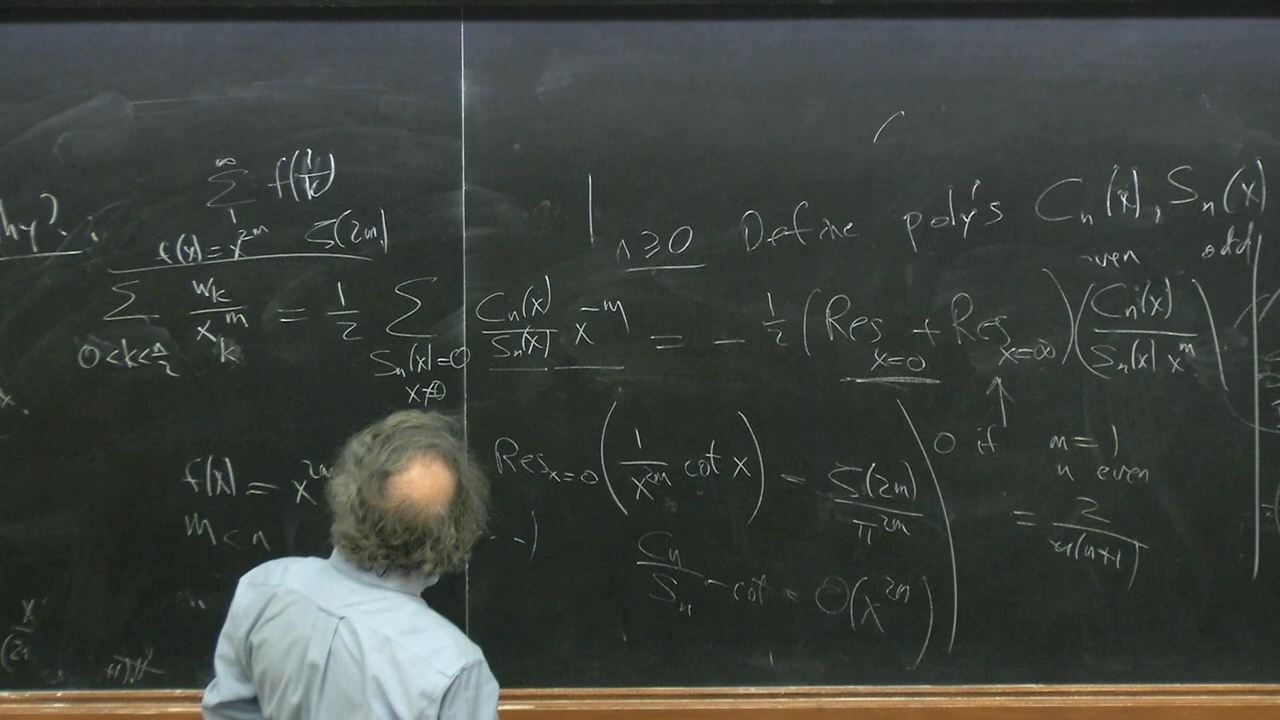 hy? .
∑_{1}^{∞} f(1/k)
f(x) = x^{2m} ζ(2m)
n ≥ 0 Define poly's C_n(x), S_n(x)
even odd
∑_{0<k<n/2} w_k / x_k^m = 1/2 ∑_{S_n(x)=0, x≠0} C_n(x)/S_n(x) x^{-m} = - 1/2 (Res_{x=0} + Res_{x=∞}) (C_n(x) / S_n(x) x^m)
↑
0 if m = 1
n even
f(x) = x^{2m}
m < n
Res_{x=0} (1/x^{2m} cot x) = ζ(2m)/π^{2m}
C_n/S_n - cot = O(x^{2n})